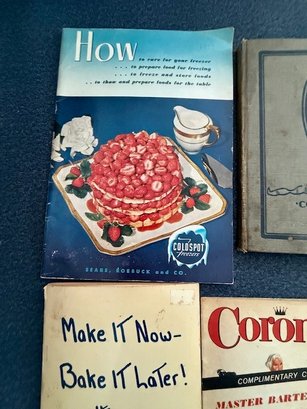 How
to care for your freezer
... to prepare food for freezing
... to freeze and store foods
.. to thaw and prepare foods for the table
COLDSPOT
freezers
SEARS, ROEBUCK AND CO.
Make IT Now-
Bake IT Later!
Coron
COMPLIMENTARY C
MASTER BARTE